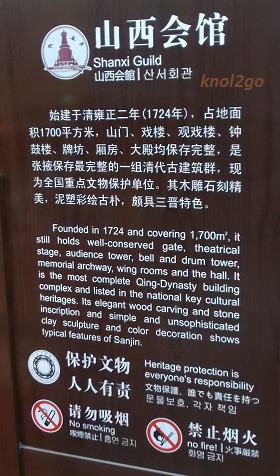 山西会馆
Shanxi Guild
山西会館 | 산서회관
knol2go
始建于清雍正二年(1724年)，占地面
积1700平方米，山门、戏楼、观戏楼、钟
鼓楼、牌坊、厢房、大殿均保存完整，是
张掖保存最完整的一组清代古建筑群，现
为全国重点文物保护单位。其木雕石刻精
美，泥塑彩绘古朴，颇具三晋特色。
Founded in 1724 and covering 1,700m², it
still holds well-conserved gate, theatrical
stage, audience tower, bell and drum tower,
memorial archway, wing rooms and the hall. It
is the most complete Qing-Dynasty building
complex and listed in the national key cultural
heritages. Its elegant wood carving and stone
inscription and simple and unsophisticated
clay sculpture and color decoration shows
typical features of Sanjin.
保护文物
人人有责
Heritage protection is
everyone's responsibility
文物保護、誰でも責任を持つ
문물보호, 각자 책임
请勿吸烟
No smoking
喫煙禁止 | 흡연 금지
禁止烟火
no fire! | 火事厳禁
화염 금지